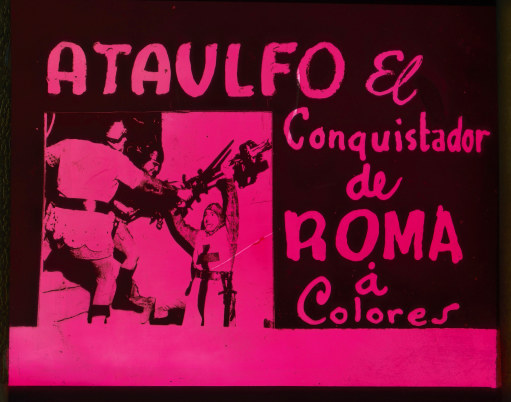 ATAULFO El
Conquistador
de
ROMA
á
Colores